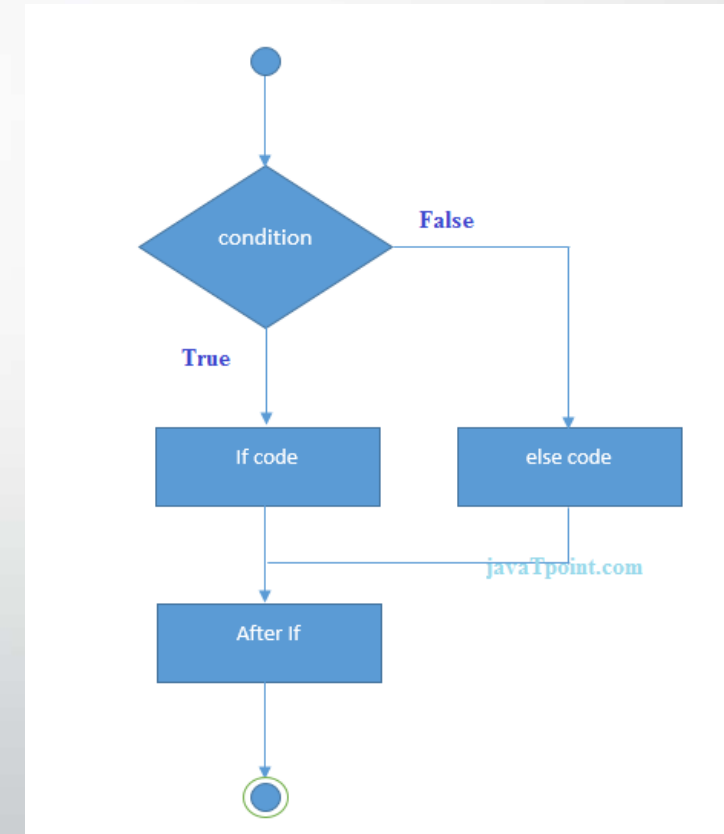 condition
False
True
If code
else code
javaTpoint.com
After If